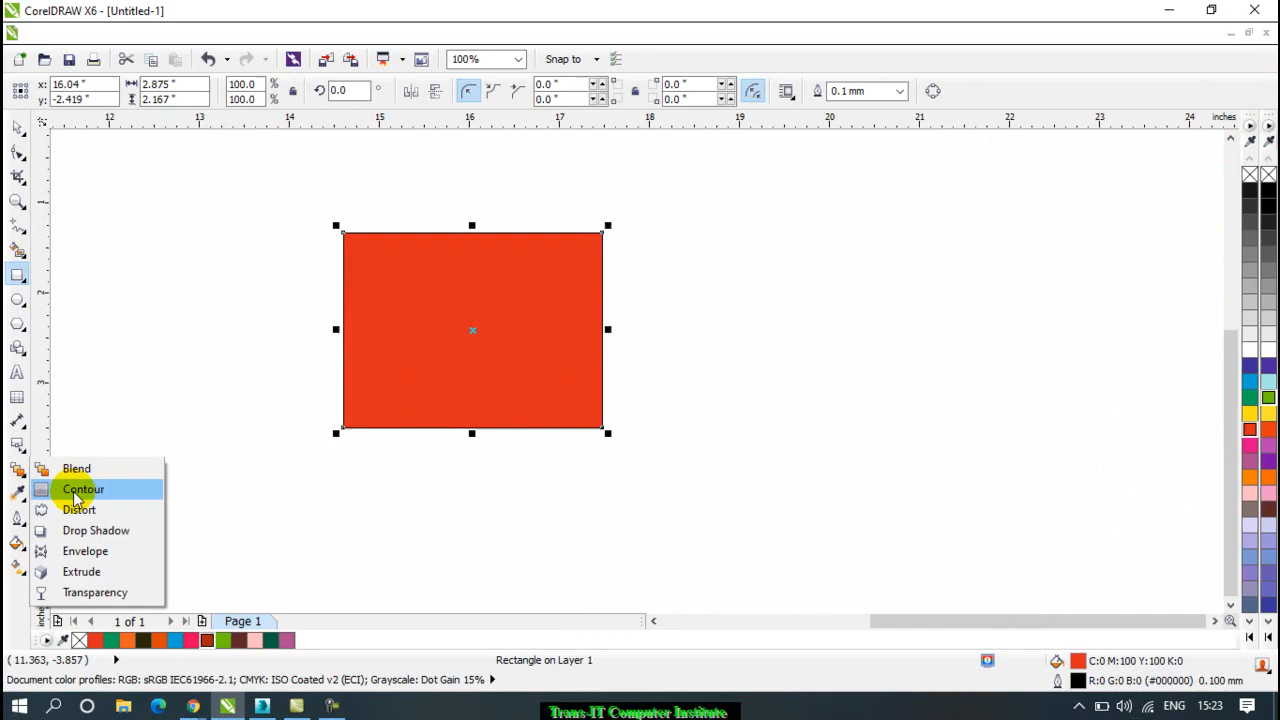 CorelDRAW X6 - [Untitled-1]
100%
Snap to
x: 16.04 "
y: -2.419 "
2.875 "
2.167 "
100.0 %
100.0 %
0.0 °
0.0 "
0.0 "
0.0 "
0.0 "
0.1 mm
12 13 14 15 16 17 18 19 20 21 22 23 24 inches
1
2
3
Blend
Contour
Distort
Drop Shadow
Envelope
Extrude
Transparency
inches
1 of 1
Page 1
(11.363, -3.857)
Rectangle on Layer 1
C:0 M:100 Y:100 K:0
Document color profiles: RGB: sRGB IEC61966-2.1; CMYK: ISO Coated v2 (ECI); Grayscale: Dot Gain 15%
R:0 G:0 B:0 (#000000) 0.100 mm
ENG
15:23
Trans-IT Computer Institute